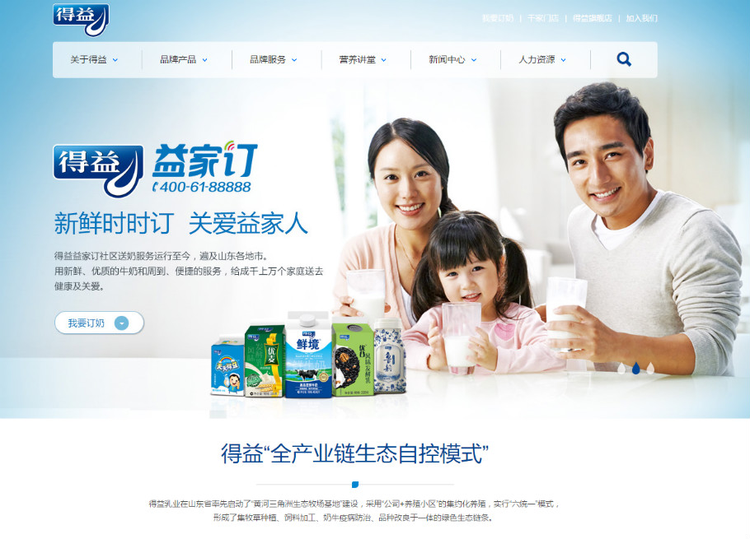 得益
我要订奶 | 千家门店 | 得益旗舰店 | 加入我们
关于得益 品牌产品 品牌服务 营养讲堂 新闻中心 人力资源
得益 益家订
400-61-88888
新鲜时时订 关爱益家人
得益益家订社区送奶服务运行至今，遍及山东各地市。
用新鲜、优质的牛奶和周到、便捷的服务，给成千上万个家庭送去
健康及关爱。
我要订奶
鲜境
得益“全产业链生态自控模式”
得益乳业在山东省率先启动了“黄河三角洲生态牧场基地”建设，采用“公司+养殖小区”的集约化养殖，实行“六统一”模式，
形成了集牧草种植、饲料加工、奶牛疫病防治、品种改良于一体的绿色生态链条。